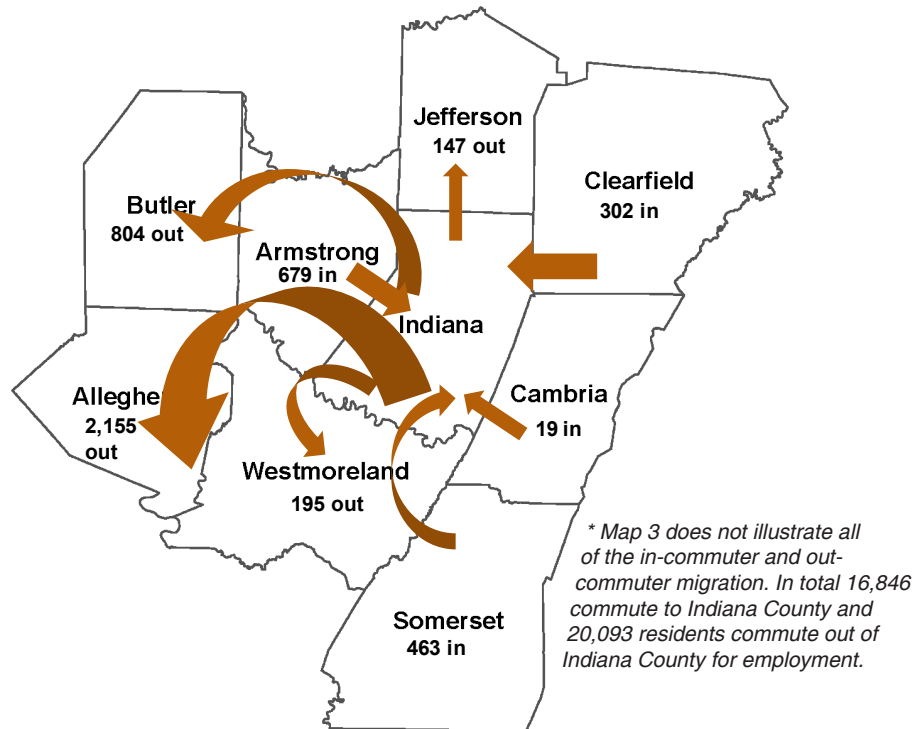 Jefferson
147 out
Clearfield
302 in
Butler
804 out
Armstrong
679 in
Indiana
Alleghe
2,155
out
Cambria
19 in
Westmoreland
195 out
Somerset
463 in
* Map 3 does not illustrate all
of the in-commuter and out-
commuter migration. In total 16,846
commute to Indiana County and
20,093 residents commute out of
Indiana County for employment.